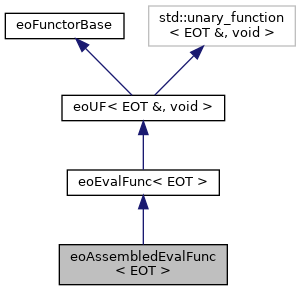 eoFunctorBase
std::unary_function
< EOT &, void >
eoUF< EOT &, void >
eoEvalFunc< EOT >
eoAssembledEvalFunc
< EOT >